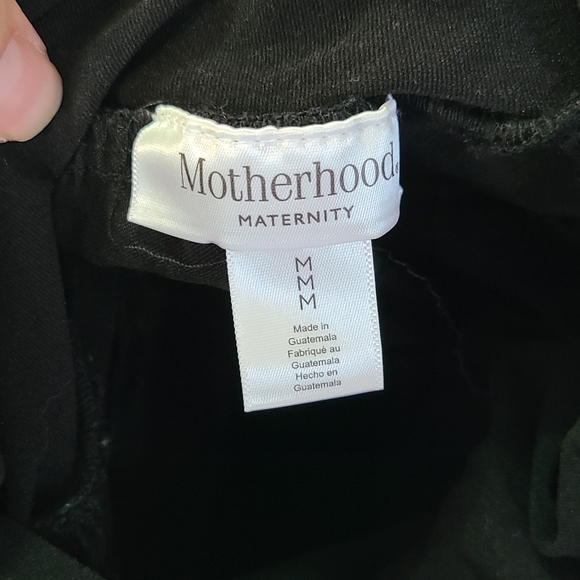 Motherhood®
MATERNITY
M
M
M
Made in
Guatemala
Fabriqué au
Guatemala
Hecho en
Guatemala